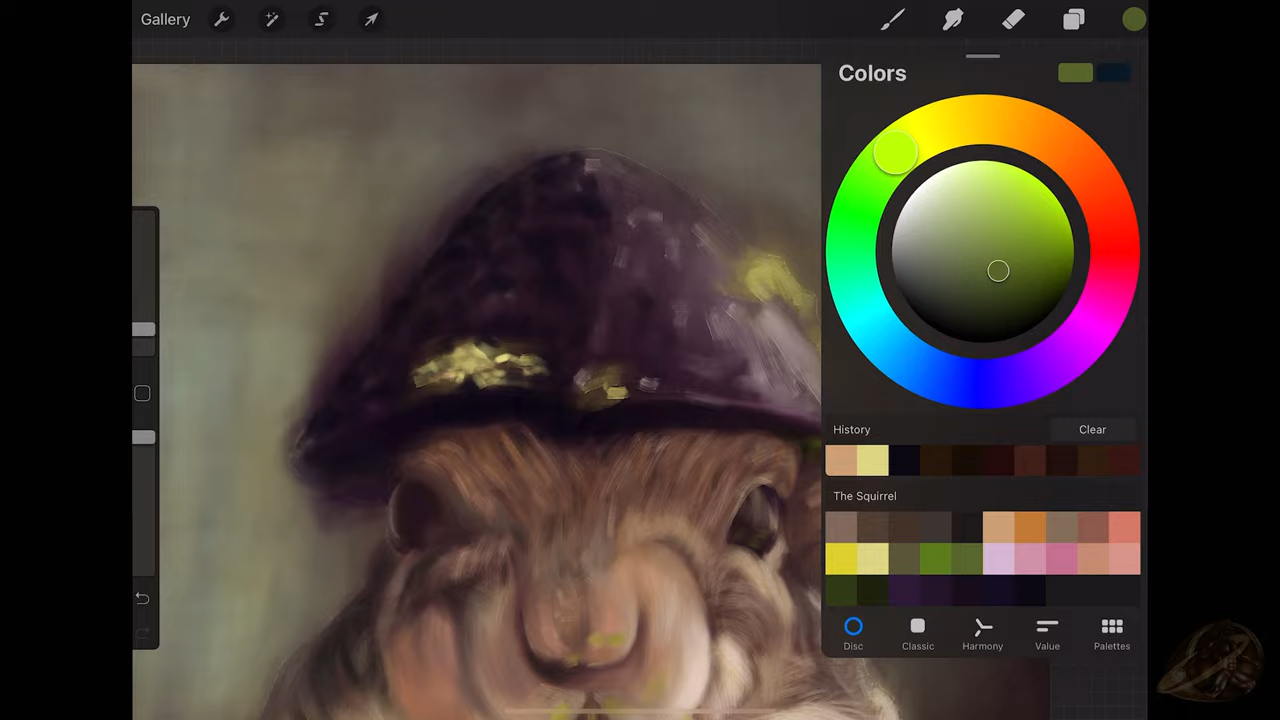 Gallery
Colors
History
Clear
The Squirrel
Disc
Classic
Harmony
Value
Palettes